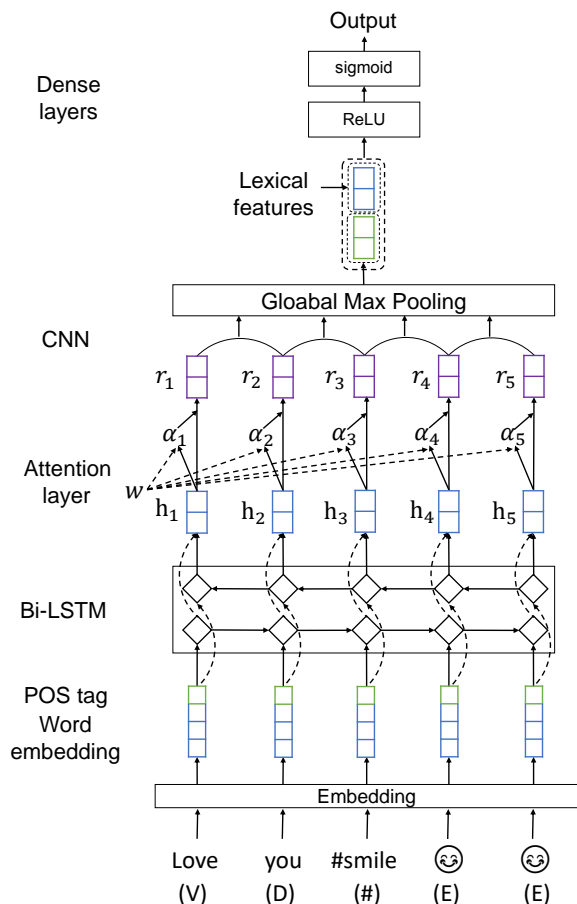 Output
sigmoid
Dense
layers
ReLU
Lexical
features
Gloabal Max Pooling
CNN
r₁ r₂ r₃ r₄ r₅
α₁ α₂ α₃ α₄ α₅
Attention
layer
w
h₁ h₂ h₃ h₄ h₅
Bi-LSTM
POS tag
Word
embedding
Embedding
Love you #smile 😊 😊
(V) (D) (#) (E) (E)